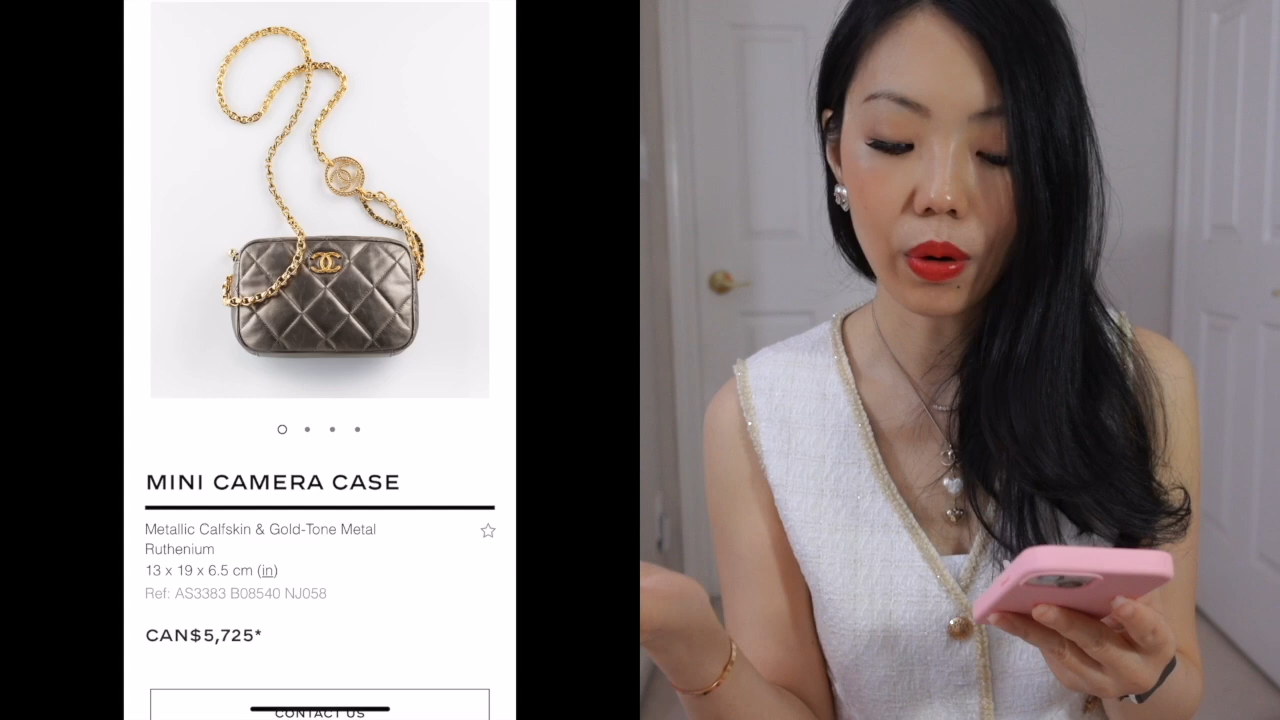 MINI CAMERA CASE
Metallic Calfskin & Gold-Tone Metal
Ruthenium
13 x 19 x 6.5 cm (in)
Ref: AS3383 B08540 NJ058
CAN$5,725*
CONTACT US